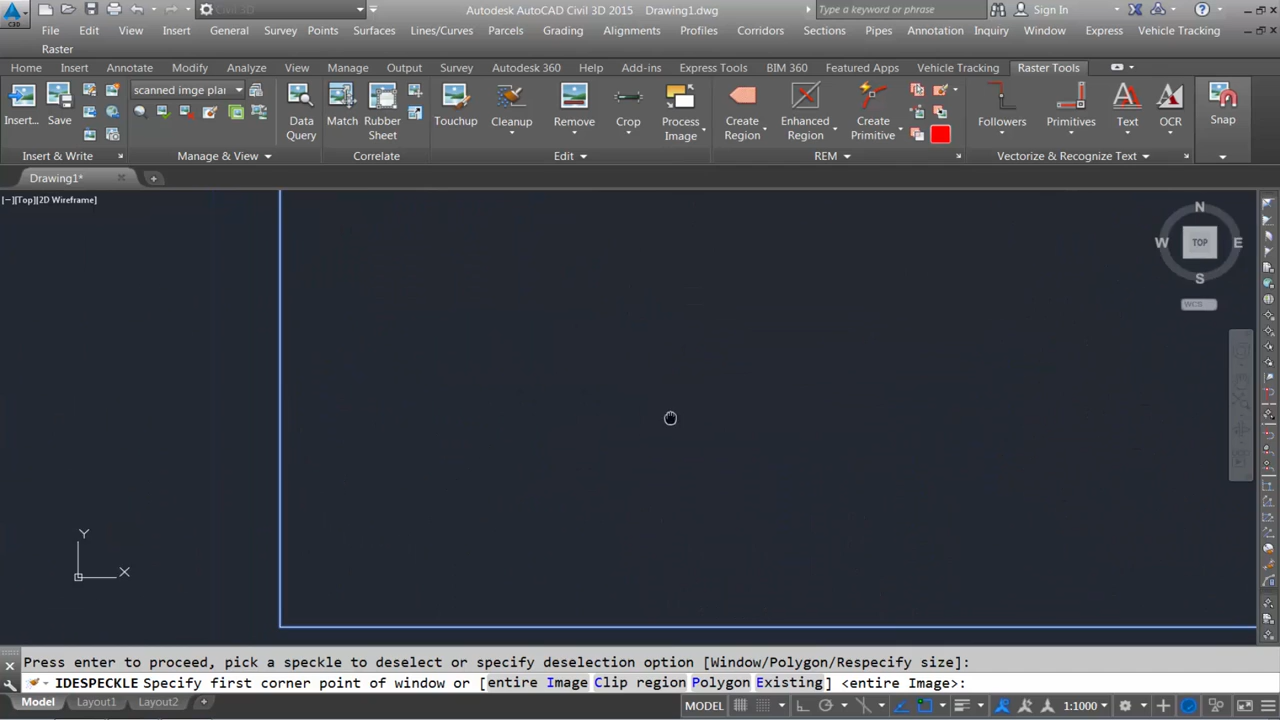 Civil 3D
Autodesk AutoCAD Civil 3D 2015 Drawing1.dwg
Type a keyword or phrase
Sign In
C3D
File Edit View Insert General Survey Points Surfaces Lines/Curves Parcels Grading Alignments Profiles Corridors Sections Pipes Annotation Inquiry Window Express Vehicle Tracking
Raster
Home Insert Annotate Modify Analyze View Manage Output Survey Autodesk 360 Help Add-ins Express Tools BIM 360 Featured Apps Vehicle Tracking Raster Tools
scanned imge plan
Insert... Save Data Query Match Rubber Sheet Touchup Cleanup Remove Crop Process Image Create Region Enhanced Region Create Primitive Followers Primitives Text OCR Snap
Insert & Write Manage & View Correlate Edit REM Vectorize & Recognize Text
Drawing1*
[−][Top][2D Wireframe]
N
W TOP E
S
WCS
Y
X
Press enter to proceed, pick a speckle to deselect or specify deselection option [Window/Polygon/Respecify size]:
IDESPECKLE Specify first corner point of window or [entire Image Clip region Polygon Existing] <entire Image>:
Model Layout1 Layout2 + MODEL 1:1000